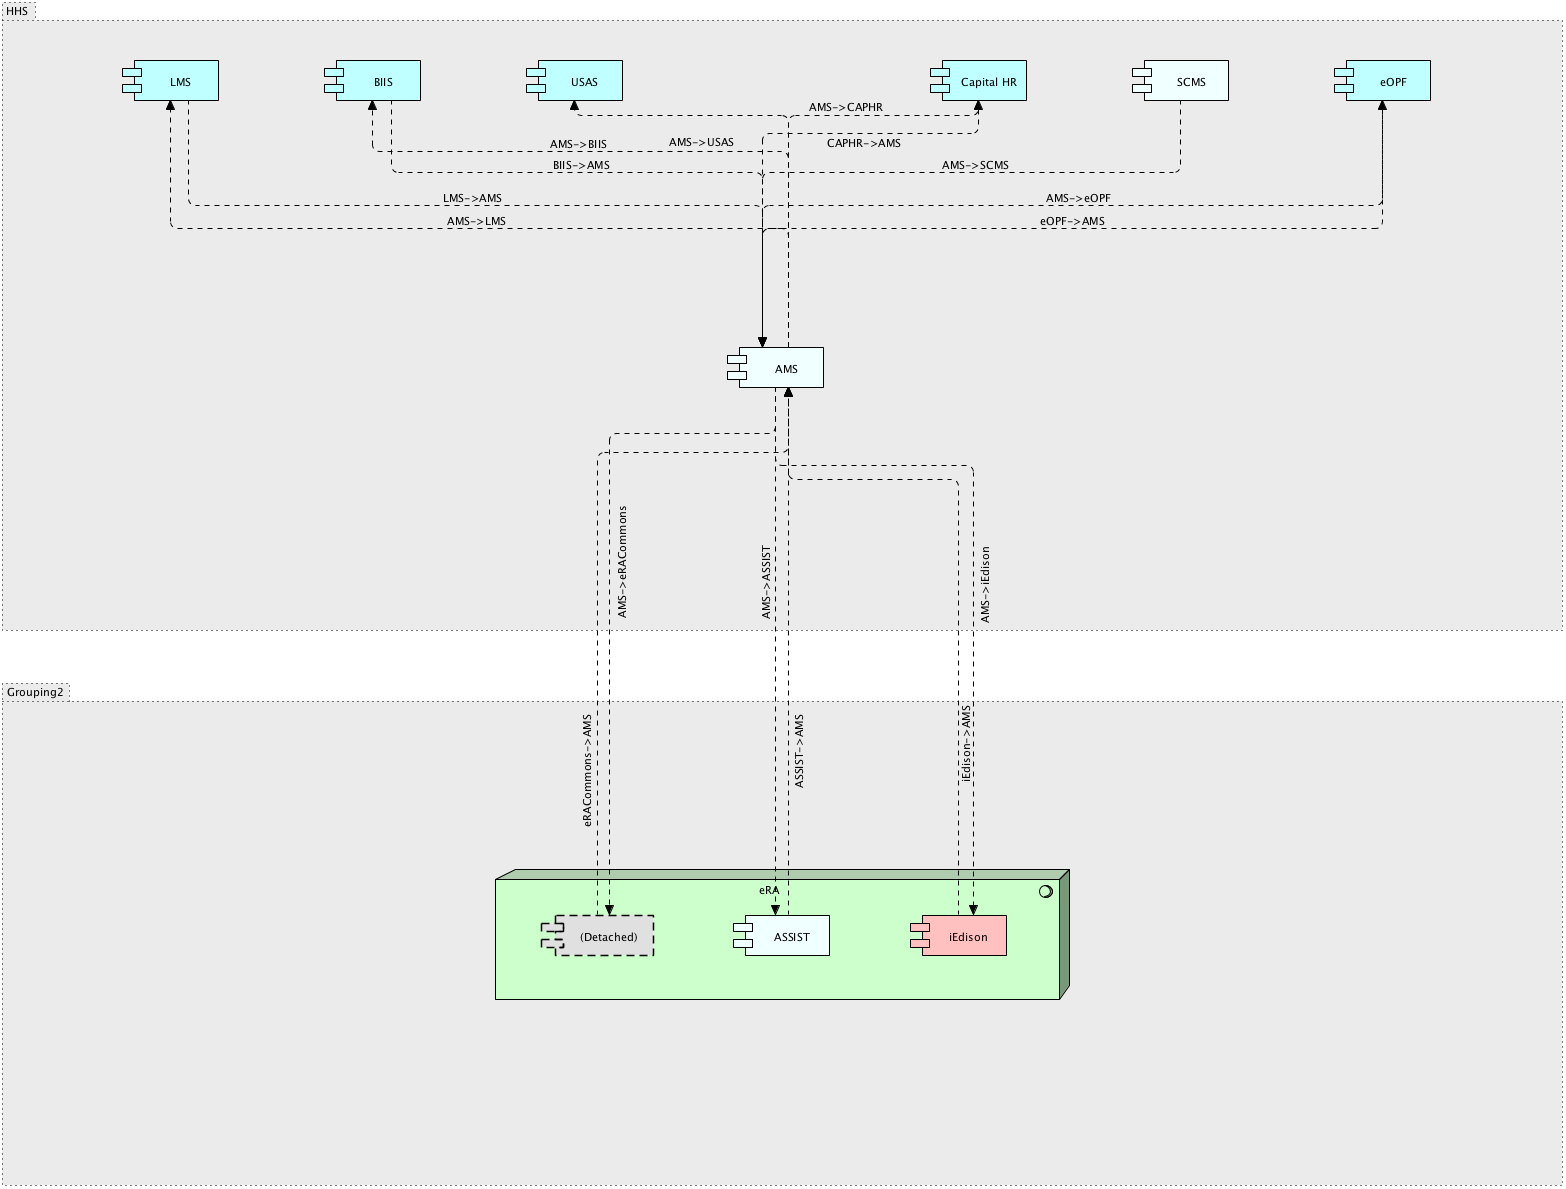 HHS
LMS
BIIS
USAS
Capital HR
SCMS
eOPF
AMS->CAPHR
AMS->BIIS
AMS->USAS
CAPHR->AMS
BIIS->AMS
AMS->SCMS
LMS->AMS
AMS->eOPF
AMS->LMS
eOPF->AMS
AMS
AMS->eRACommons
AMS->ASSIST
AMS->iEdison
Grouping2
eRACommons->AMS
ASSIST->AMS
iEdison->AMS
eRA
(Detached)
ASSIST
iEdison